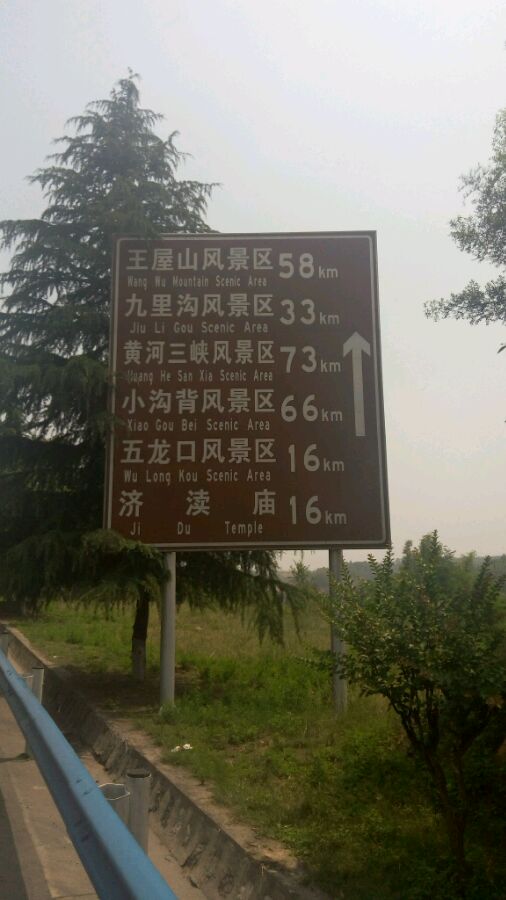 王屋山风景区 58km
Wang Wu Mountain Scenic Area
九里沟风景区 33km
Jiu Li Gou Scenic Area
黄河三峡风景区 73km
Huang He San Xia Scenic Area
小沟背风景区 66km
Xiao Gou Bei Scenic Area
五龙口风景区 16km
Wu Long Kou Scenic Area
济渎庙 16km
Ji Du Temple